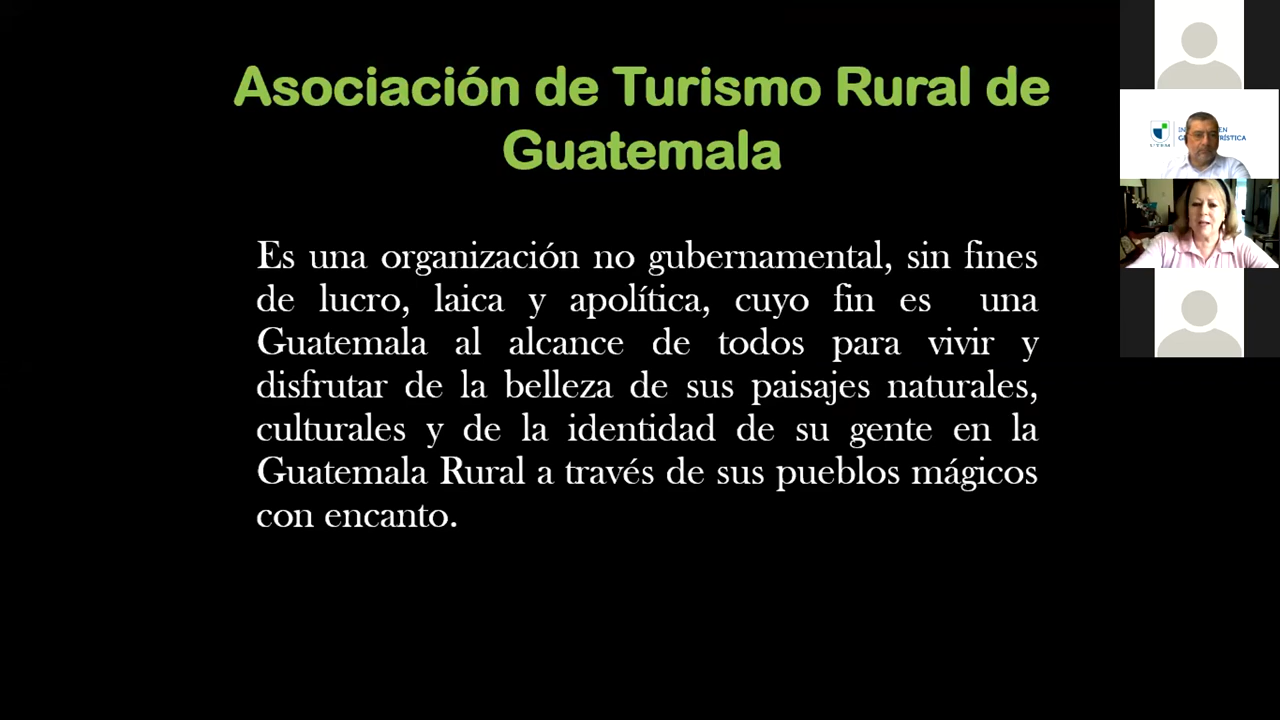 Asociación de Turismo Rural de
Guatemala
Es una organización no gubernamental, sin fines
de lucro, laica y apolítica, cuyo fin es una
Guatemala al alcance de todos para vivir y
disfrutar de la belleza de sus paisajes naturales,
culturales y de la identidad de su gente en la
Guatemala Rural a través de sus pueblos mágicos
con encanto.
UTEM